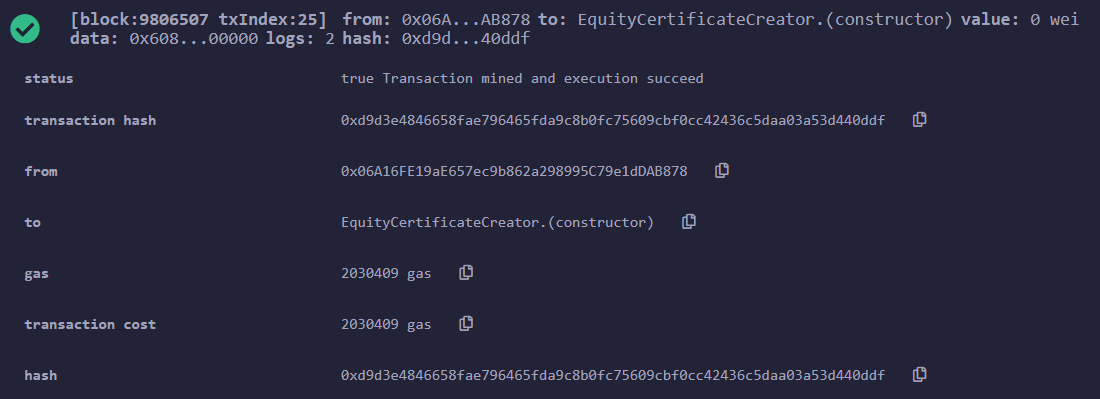 [block:9806507 txIndex:25] from: 0x06A...AB878 to: EquityCertificateCreator.(constructor) value: 0 wei
data: 0x608...00000 logs: 2 hash: 0xd9d...40ddf
status true Transaction mined and execution succeed
transaction hash 0xd9d3e4846658fae796465fda9c8b0fc75609cbf0cc42436c5daa03a53d440ddf
from 0x06A16FE19aE657ec9b862a298995C79e1dDAB878
to EquityCertificateCreator.(constructor)
gas 2030409 gas
transaction cost 2030409 gas
hash 0xd9d3e4846658fae796465fda9c8b0fc75609cbf0cc42436c5daa03a53d440ddf